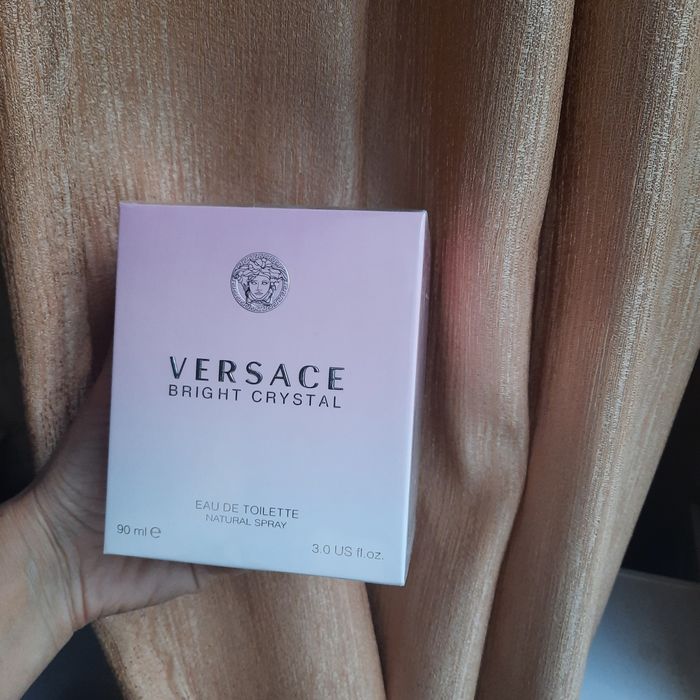 VERSACE
BRIGHT CRYSTAL
EAU DE TOILETTE
NATURAL SPRAY
90 ml ℮
3.0 US fl.oz.